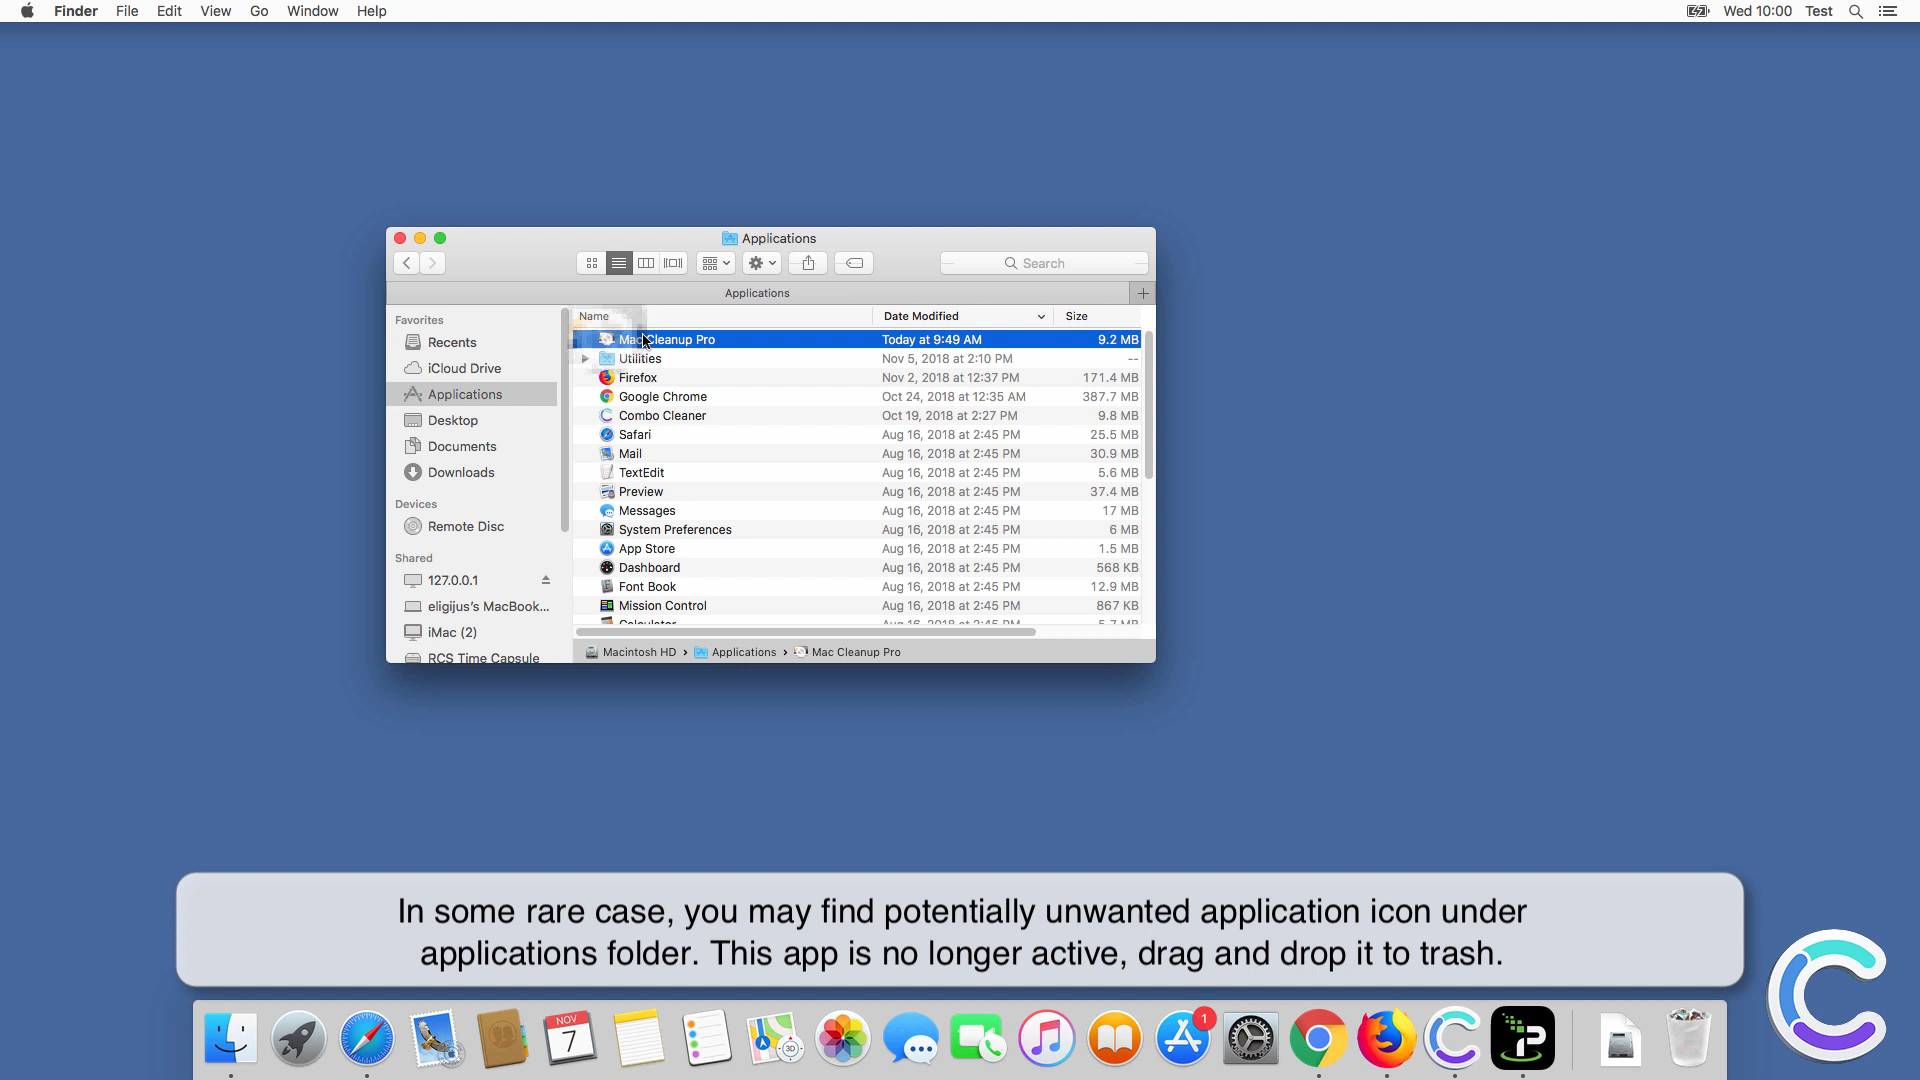 Finder File Edit View Go Window Help
Wed 10:00 Test
Applications
Search
Applications
Favorites
Recents
iCloud Drive
Applications
Desktop
Documents
Downloads
Devices
Remote Disc
Shared
127.0.0.1
eligijus's MacBook...
iMac (2)
RCS Time Capsule
Name Date Modified Size
Mac Cleanup Pro Today at 9:49 AM 9.2 MB
Utilities Nov 5, 2018 at 2:10 PM --
Firefox Nov 2, 2018 at 12:37 PM 171.4 MB
Google Chrome Oct 24, 2018 at 12:35 AM 387.7 MB
Combo Cleaner Oct 19, 2018 at 2:27 PM 9.8 MB
Safari Aug 16, 2018 at 2:45 PM 25.5 MB
Mail Aug 16, 2018 at 2:45 PM 30.9 MB
TextEdit Aug 16, 2018 at 2:45 PM 5.6 MB
Preview Aug 16, 2018 at 2:45 PM 37.4 MB
Messages Aug 16, 2018 at 2:45 PM 17 MB
System Preferences Aug 16, 2018 at 2:45 PM 6 MB
App Store Aug 16, 2018 at 2:45 PM 1.5 MB
Dashboard Aug 16, 2018 at 2:45 PM 568 KB
Font Book Aug 16, 2018 at 2:45 PM 12.9 MB
Mission Control Aug 16, 2018 at 2:45 PM 867 KB
Calculator Aug 16, 2018 at 2:45 PM 5.7 MB
Macintosh HD › Applications › Mac Cleanup Pro
In some rare case, you may find potentially unwanted application icon under
applications folder. This app is no longer active, drag and drop it to trash.
NOV
7
3D
1